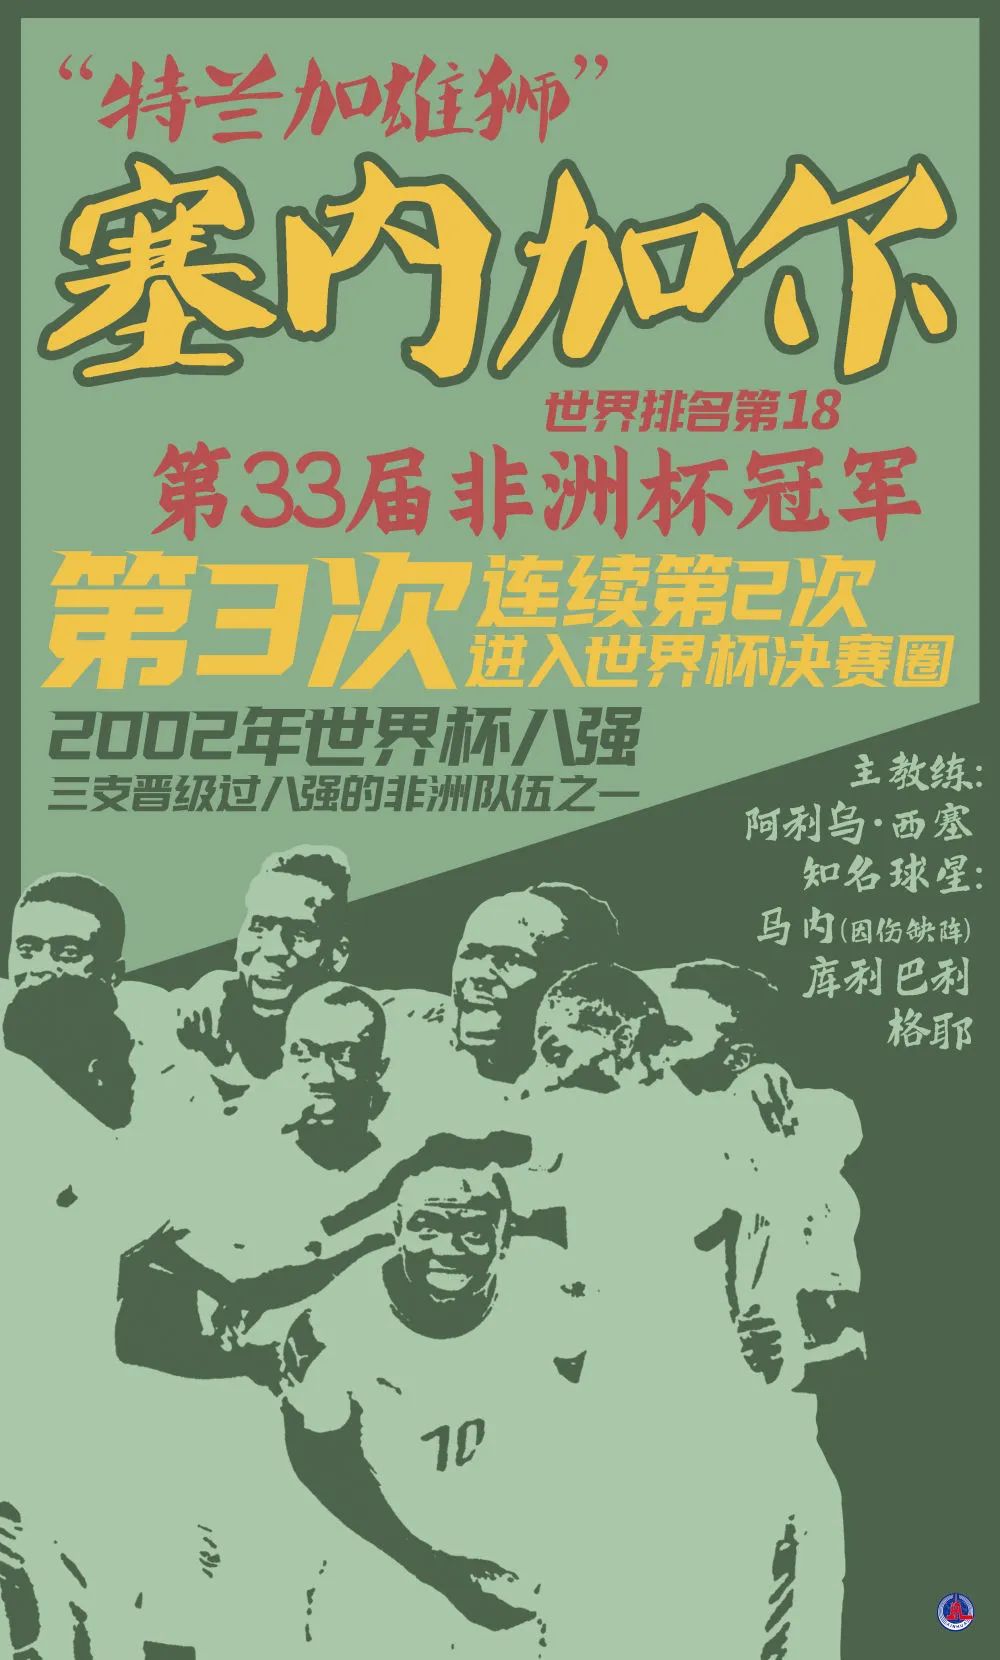 “特兰加雄狮”
塞内加尔
世界排名第18
第33届非洲杯冠军
第3次
连续第2次
进入世界杯决赛圈
2002年世界杯八强
三支晋级过八强的非洲队伍之一
主教练:
阿利乌·西塞
知名球星:
马内(因伤缺阵)
库利巴利
格耶
10
XINHUA